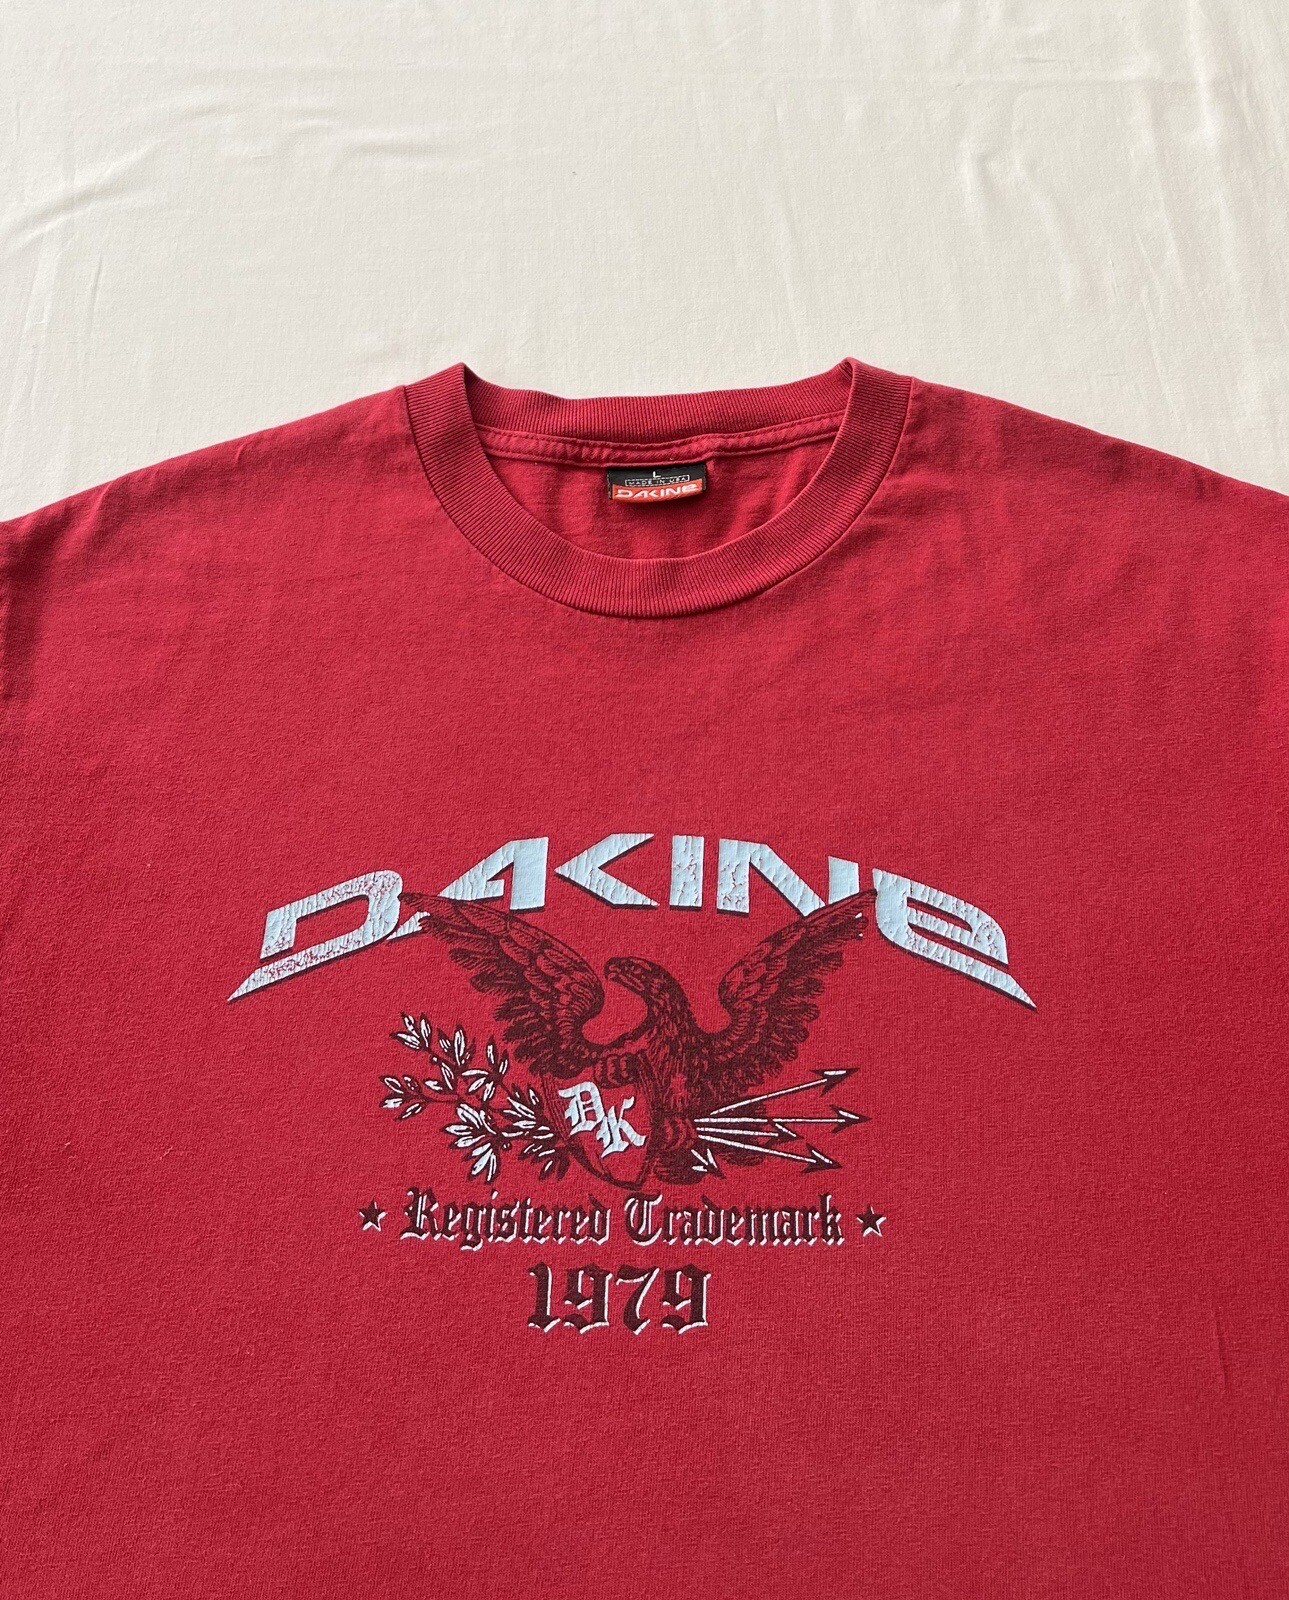 L
MADE IN USA
DAKINE
DAKINE
DK
★ Registered Trademark ★
1979